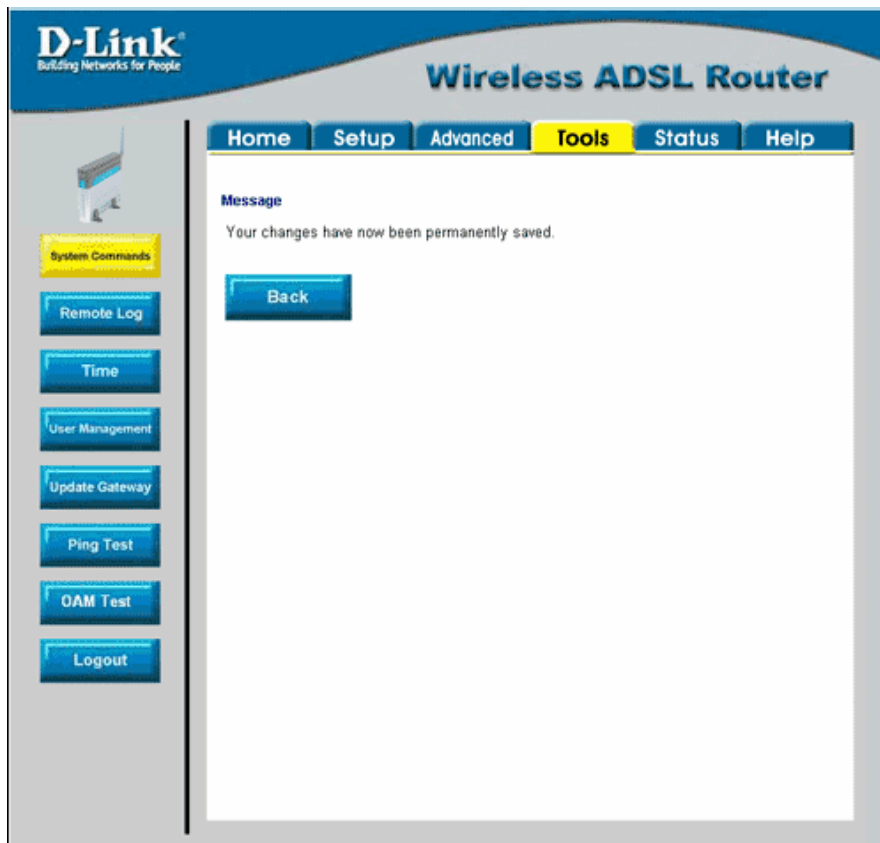 D-Link®
Building Networks for People
Wireless ADSL Router
Home Setup Advanced Tools Status Help
Message
Your changes have now been permanently saved.
Back
System Commands
Remote Log
Time
User Management
Update Gateway
Ping Test
OAM Test
Logout